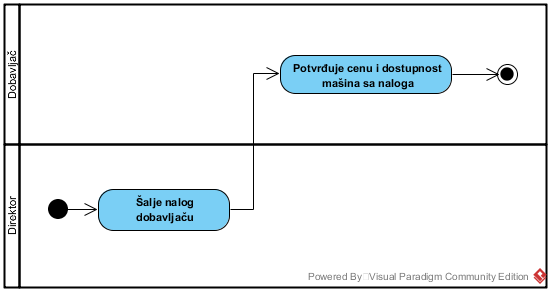 Dobavljač
Potvrđuje cenu i dostupnost
mašina sa naloga
Direktor
Šalje nalog
dobavljaču
Powered By Visual Paradigm Community Edition